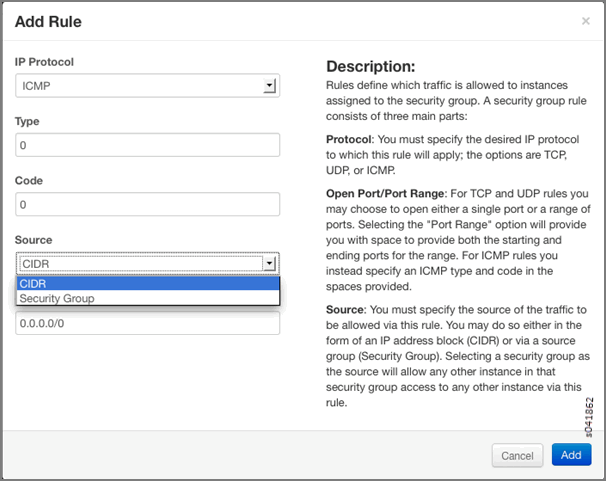 Add Rule
×
IP Protocol
ICMP
Type
0
Code
0
Source
CIDR
CIDR
Security Group
0.0.0.0/0
Description:
Rules define which traffic is allowed to instances
assigned to the security group. A security group rule
consists of three main parts:
Protocol: You must specify the desired IP protocol
to which this rule will apply; the options are TCP,
UDP, or ICMP.
Open Port/Port Range: For TCP and UDP rules you
may choose to open either a single port or a range of
ports. Selecting the "Port Range" option will provide
you with space to provide both the starting and
ending ports for the range. For ICMP rules you
instead specify an ICMP type and code in the
spaces provided.
Source: You must specify the source of the traffic to
be allowed via this rule. You may do so either in the
form of an IP address block (CIDR) or via a source
group (Security Group). Selecting a security group as
the source will allow any other instance in that
security group access to any other instance via this
rule.
s041862
Cancel
Add